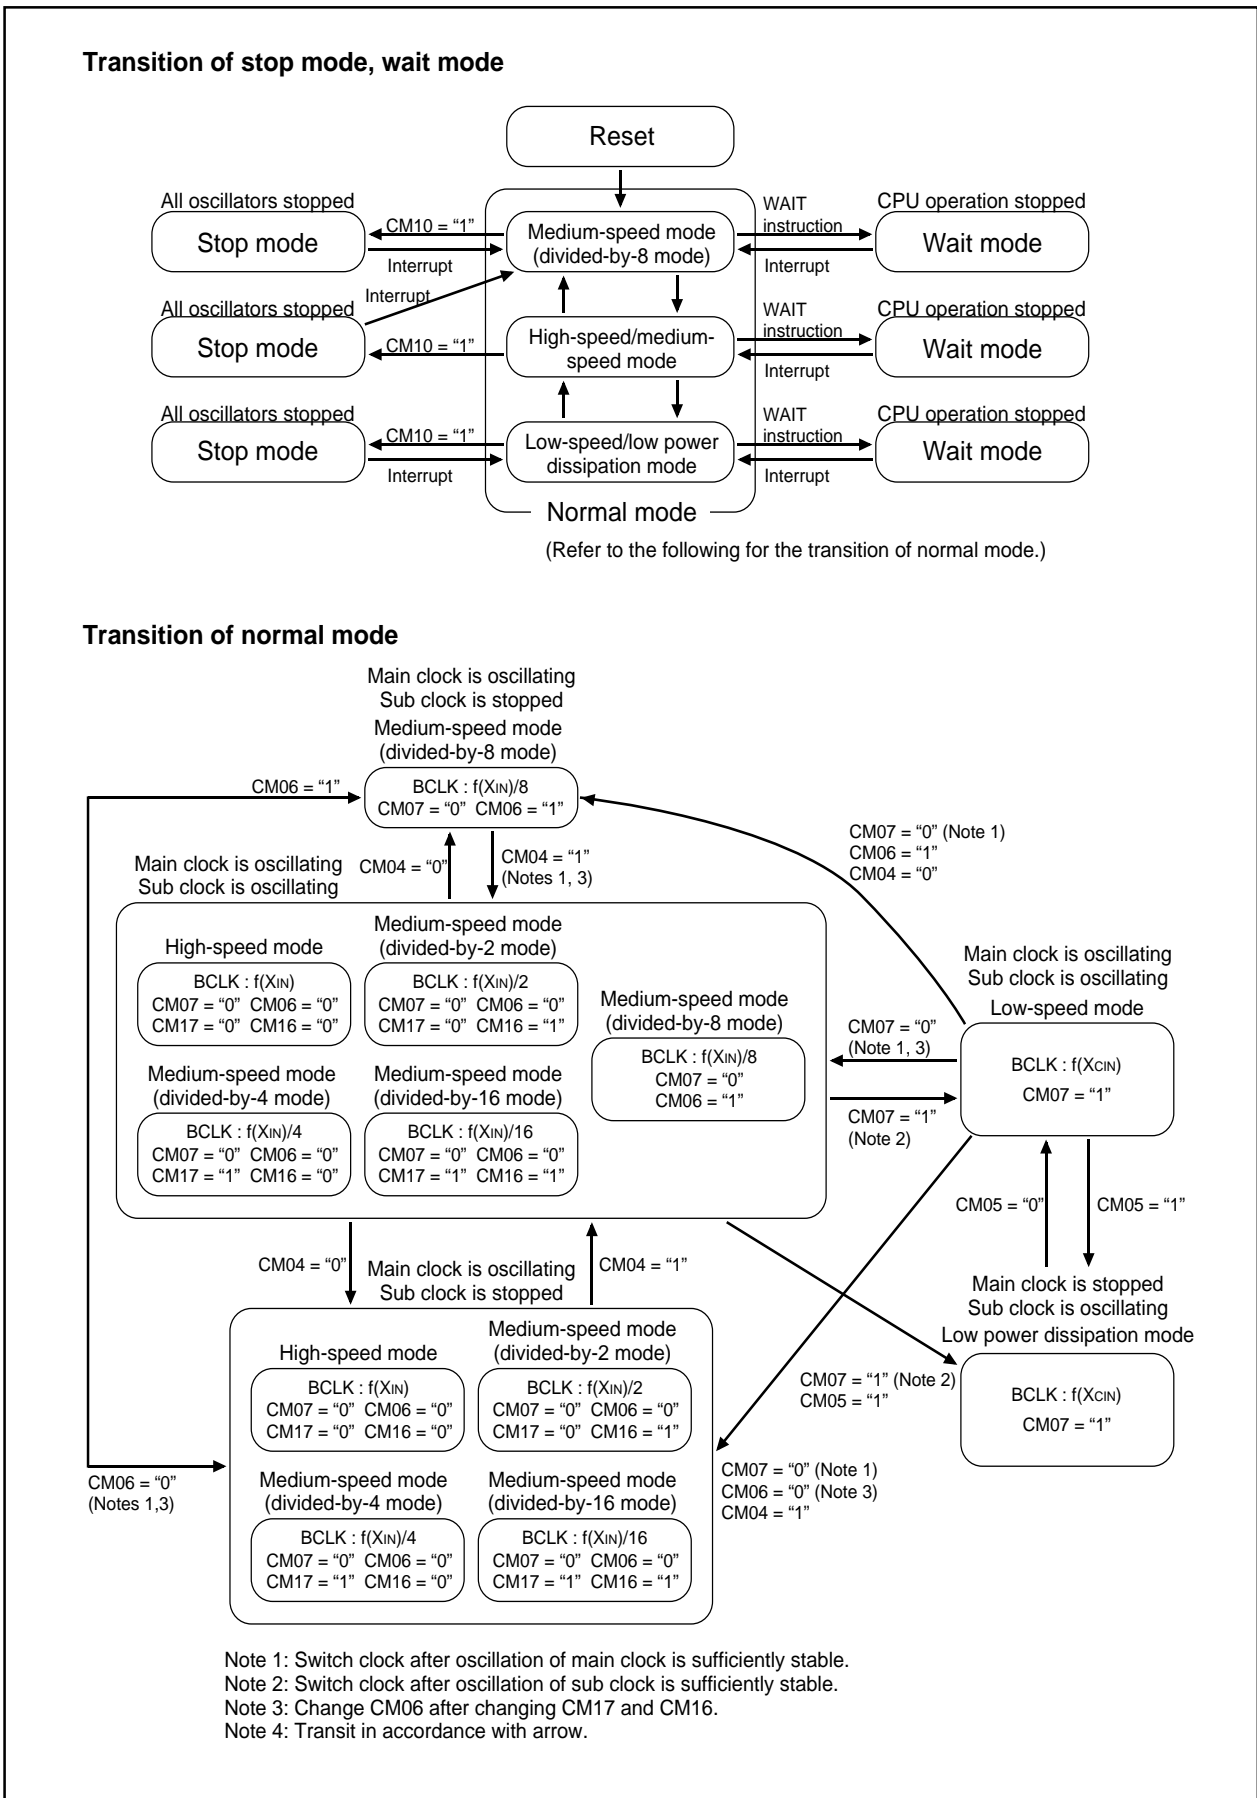 Transition of stop mode, wait mode
Reset
All oscillators stopped
Stop mode
CM10 = “1”
Interrupt
Medium-speed mode
(divided-by-8 mode)
WAIT
instruction
Interrupt
CPU operation stopped
Wait mode
Interrupt
All oscillators stopped
Stop mode
CM10 = “1”
High-speed/medium-
speed mode
WAIT
instruction
Interrupt
CPU operation stopped
Wait mode
All oscillators stopped
Stop mode
CM10 = “1”
Interrupt
Low-speed/low power
dissipation mode
WAIT
instruction
Interrupt
CPU operation stopped
Wait mode
Normal mode
(Refer to the following for the transition of normal mode.)
Transition of normal mode
Main clock is oscillating
Sub clock is stopped
Medium-speed mode
(divided-by-8 mode)
CM06 = “1”
BCLK : f(XIN)/8
CM07 = “0” CM06 = “1”
CM07 = “0” (Note 1)
CM06 = “1”
CM04 = “0”
Main clock is oscillating
Sub clock is oscillating
CM04 = “0”
CM04 = “1”
(Notes 1, 3)
High-speed mode
BCLK : f(XIN)
CM07 = “0” CM06 = “0”
CM17 = “0” CM16 = “0”
Medium-speed mode
(divided-by-2 mode)
BCLK : f(XIN)/2
CM07 = “0” CM06 = “0”
CM17 = “0” CM16 = “1”
Medium-speed mode
(divided-by-8 mode)
BCLK : f(XIN)/8
CM07 = “0”
CM06 = “1”
Medium-speed mode
(divided-by-4 mode)
BCLK : f(XIN)/4
CM07 = “0” CM06 = “0”
CM17 = “1” CM16 = “0”
Medium-speed mode
(divided-by-16 mode)
BCLK : f(XIN)/16
CM07 = “0” CM06 = “0”
CM17 = “1” CM16 = “1”
CM07 = “0”
(Note 1, 3)
CM07 = “1”
(Note 2)
Main clock is oscillating
Sub clock is oscillating
Low-speed mode
BCLK : f(XCIN)
CM07 = “1”
CM05 = “0”
CM05 = “1”
CM04 = “0”
Main clock is oscillating
Sub clock is stopped
CM04 = “1”
Main clock is stopped
Sub clock is oscillating
Low power dissipation mode
BCLK : f(XCIN)
CM07 = “1”
CM07 = “1” (Note 2)
CM05 = “1”
High-speed mode
BCLK : f(XIN)
CM07 = “0” CM06 = “0”
CM17 = “0” CM16 = “0”
Medium-speed mode
(divided-by-2 mode)
BCLK : f(XIN)/2
CM07 = “0” CM06 = “0”
CM17 = “0” CM16 = “1”
CM06 = “0”
(Notes 1,3)
Medium-speed mode
(divided-by-4 mode)
BCLK : f(XIN)/4
CM07 = “0” CM06 = “0”
CM17 = “1” CM16 = “0”
Medium-speed mode
(divided-by-16 mode)
BCLK : f(XIN)/16
CM07 = “0” CM06 = “0”
CM17 = “1” CM16 = “1”
CM07 = “0” (Note 1)
CM06 = “0” (Note 3)
CM04 = “1”
Note 1: Switch clock after oscillation of main clock is sufficiently stable.
Note 2: Switch clock after oscillation of sub clock is sufficiently stable.
Note 3: Change CM06 after changing CM17 and CM16.
Note 4: Transit in accordance with arrow.